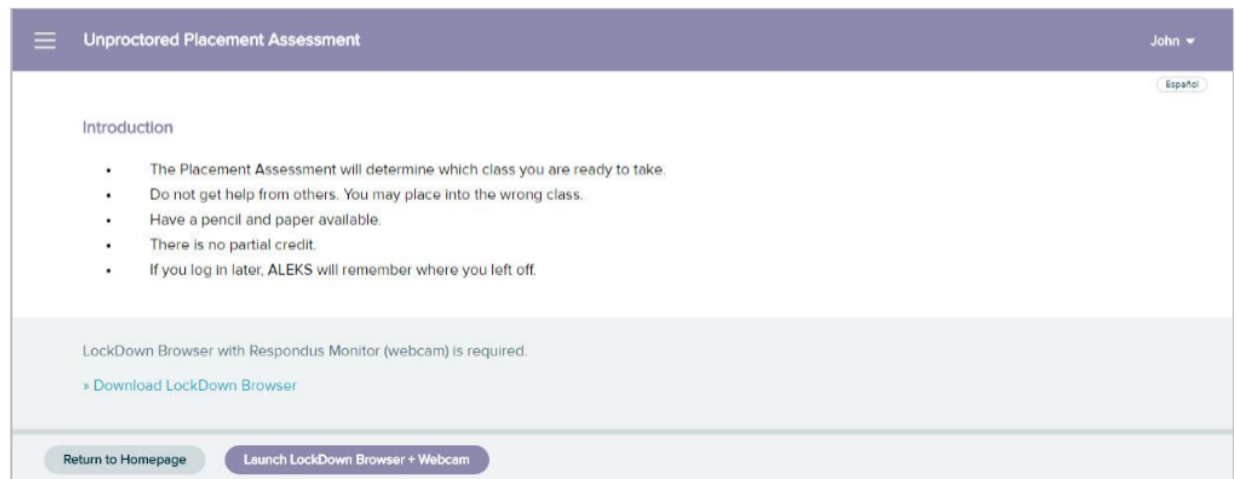 Unproctored Placement Assessment
John
Español
Introduction
• The Placement Assessment will determine which class you are ready to take.
• Do not get help from others. You may place into the wrong class.
• Have a pencil and paper available.
• There is no partial credit.
• If you log in later, ALEKS will remember where you left off.
LockDown Browser with Respondus Monitor (webcam) is required.
» Download LockDown Browser
Return to Homepage
Launch LockDown Browser + Webcam